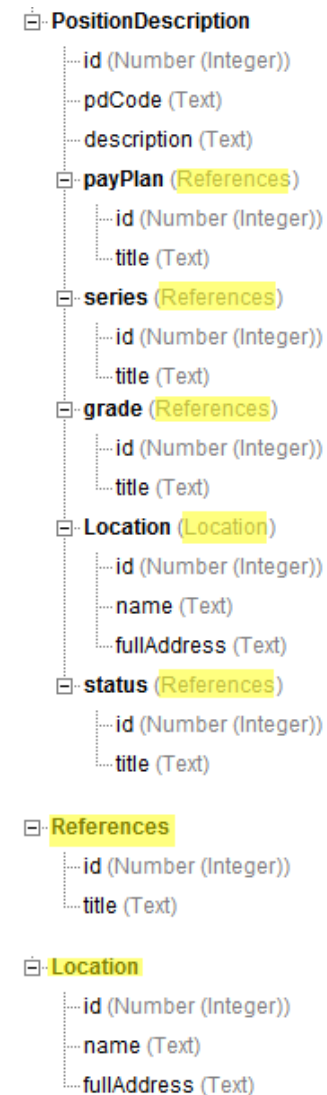 PositionDescription
id (Number (Integer))
pdCode (Text)
description (Text)
payPlan (References)
id (Number (Integer))
title (Text)
series (References)
id (Number (Integer))
title (Text)
grade (References)
id (Number (Integer))
title (Text)
Location (Location)
id (Number (Integer))
name (Text)
fullAddress (Text)
status (References)
id (Number (Integer))
title (Text)
References
id (Number (Integer))
title (Text)
Location
id (Number (Integer))
name (Text)
fullAddress (Text)